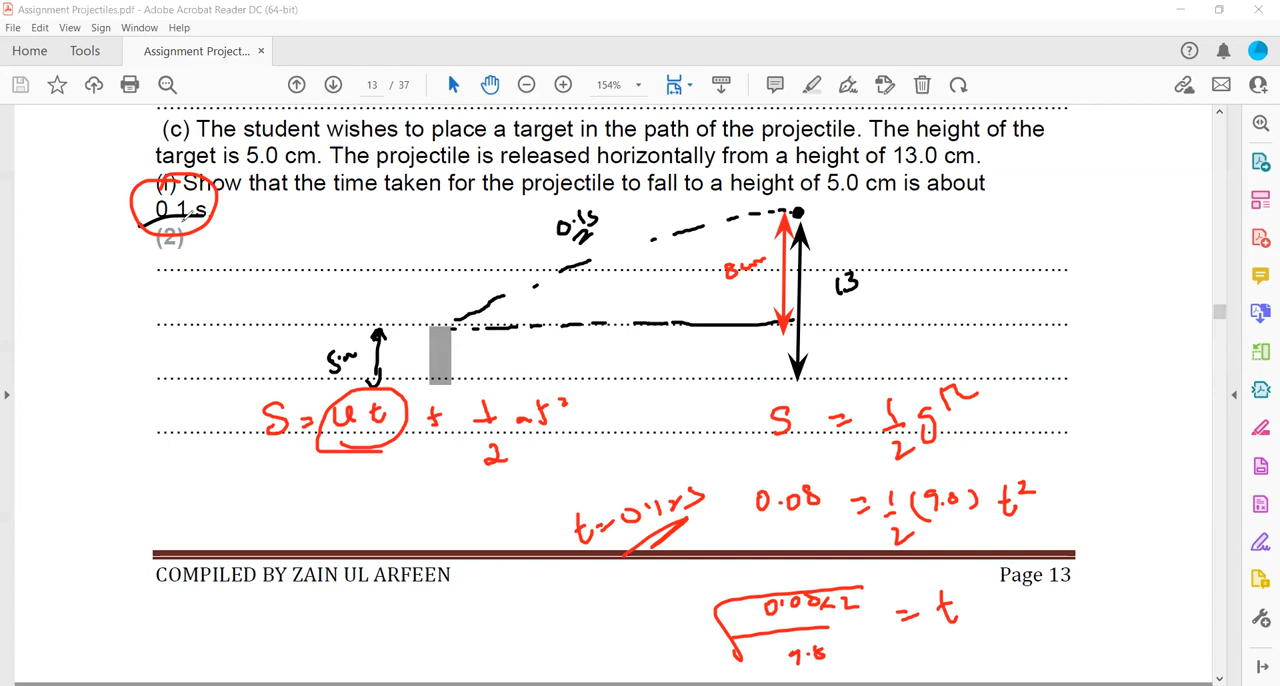 Assignment Projectiles.pdf - Adobe Acrobat Reader DC (64-bit)
File Edit View Sign Window Help
Home Tools Assignment Project... ×
13 / 37 154%
(c) The student wishes to place a target in the path of the projectile. The height of the
target is 5.0 cm. The projectile is released horizontally from a height of 13.0 cm.
(i) Show that the time taken for the projectile to fall to a height of 5.0 cm is about
0.1 s
(2)
0.1s
8cm
13
S = ut + 1/2 at²
S = 1/2 gt²
0.08 = 1/2 (9.8) t²
COMPILED BY ZAIN UL ARFEEN Page 13
= t
9.8